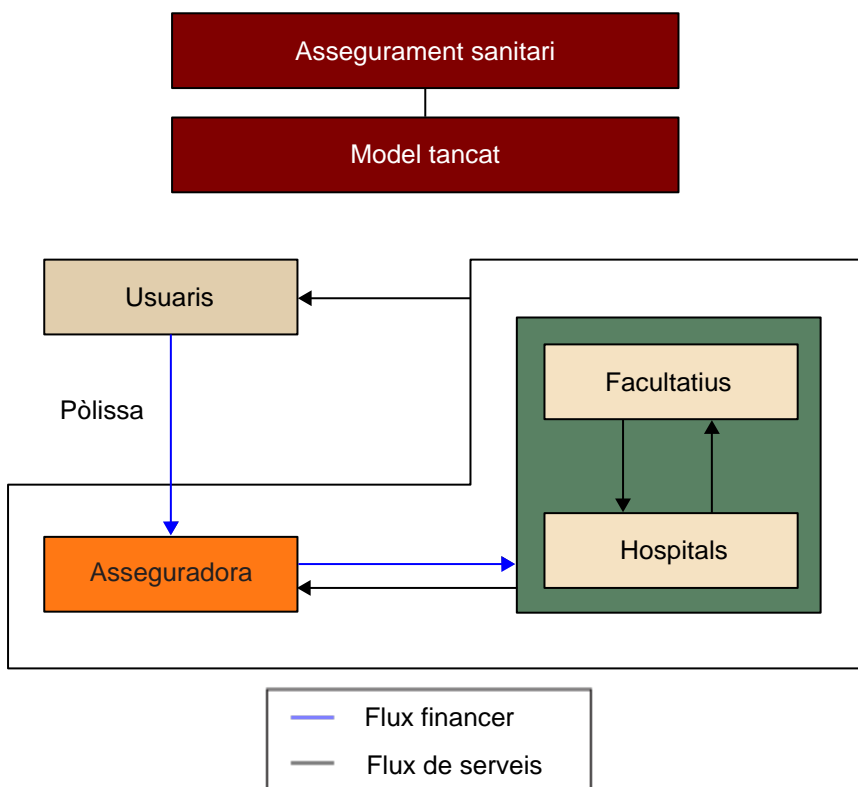 Assegurament sanitari
Model tancat
Usuaris
Facultatius
Pòlissa
Hospitals
Asseguradora
Flux financer
Flux de serveis